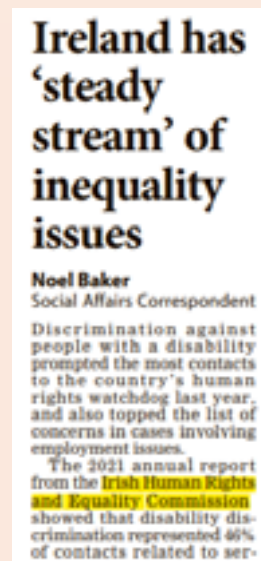 Ireland has
‘steady
stream’ of
inequality
issues
Noel Baker
Social Affairs Correspondent
Discrimination against
people with a disability
prompted the most contacts
to the country’s human
rights watchdog last year,
and also topped the list of
concerns in cases involving
employment issues.
The 2021 annual report
from the Irish Human Rights
and Equality Commission
showed that disability dis-
crimination represented 46%
of contacts related to ser-